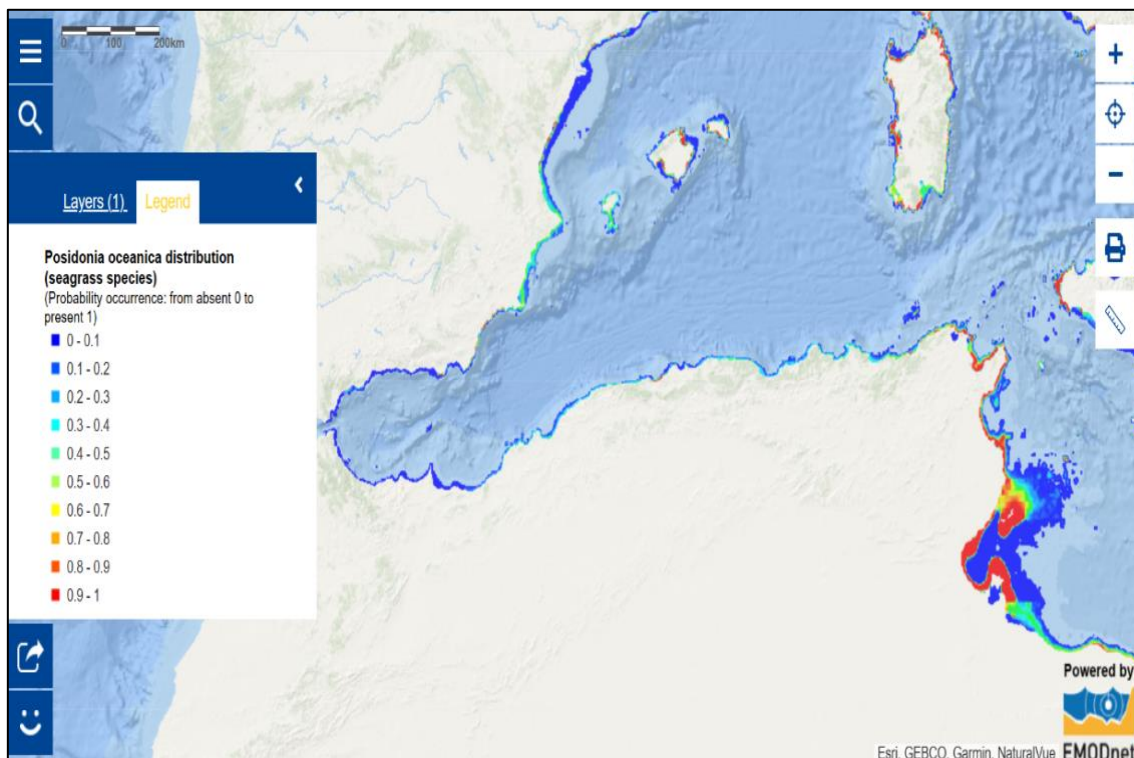 0 100 200km
Layers (1) Legend
Posidonia oceanica distribution
(seagrass species)
(Probability occurrence: from absent 0 to
present 1)
0 - 0.1
0.1 - 0.2
0.2 - 0.3
0.3 - 0.4
0.4 - 0.5
0.5 - 0.6
0.6 - 0.7
0.7 - 0.8
0.8 - 0.9
0.9 - 1
Powered by
EMODnet
Esri, GEBCO, Garmin, NaturalVue